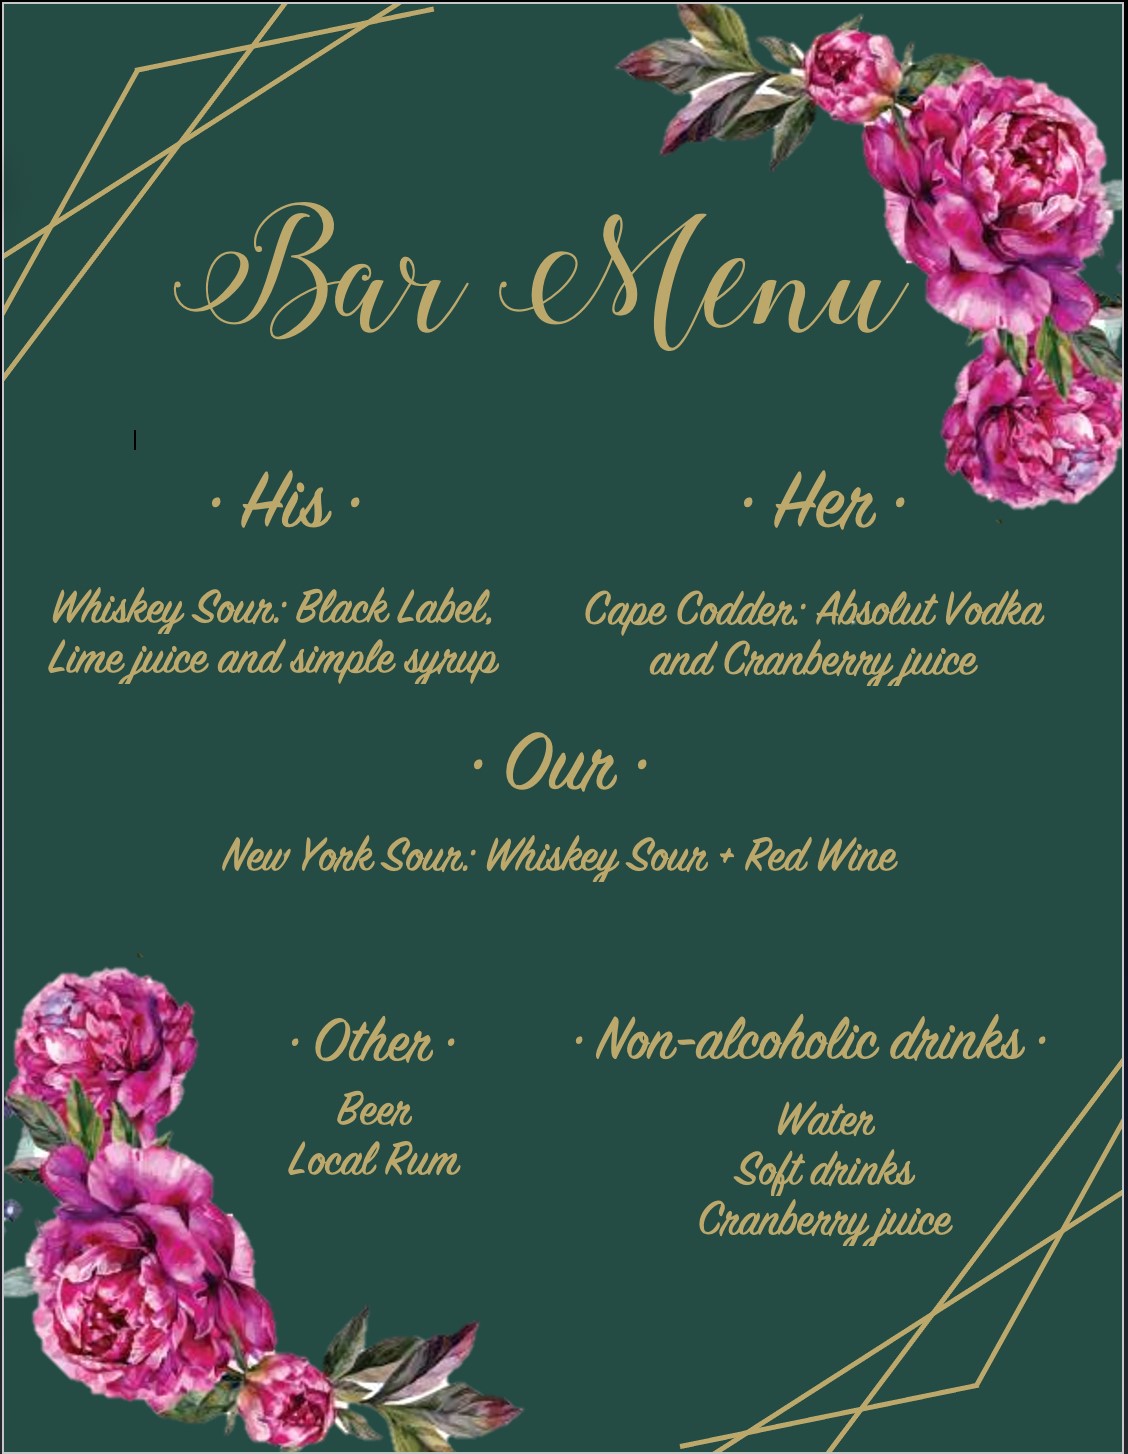 Bar Menu
· His ·
Whiskey Sour: Black Label,
Lime juice and simple syrup
· Her ·
Cape Codder: Absolut Vodka
and Cranberry juice
· Our ·
New York Sour: Whiskey Sour + Red Wine
· Other ·
Beer
Local Rum
· Non-alcoholic drinks ·
Water
Soft drinks
Cranberry juice